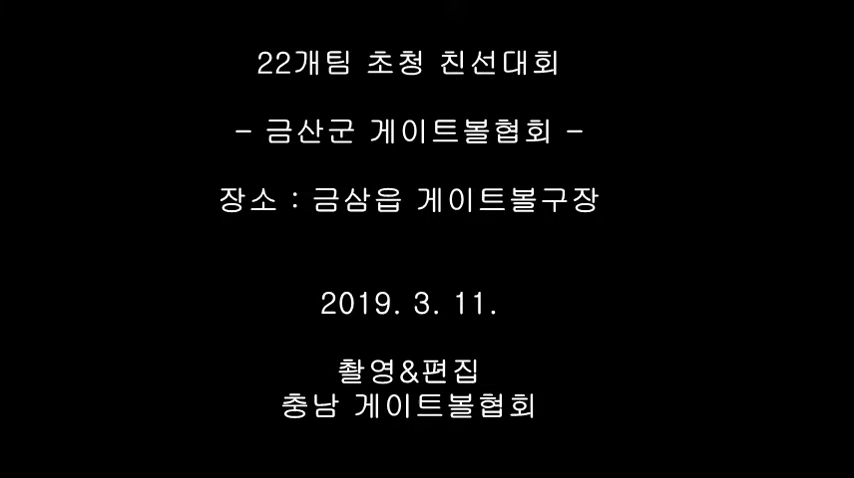 22개팀 초청 친선대회
- 금산군 게이트볼협회 -
장소 : 금삼읍 게이트볼구장
2019. 3. 11.
촬영&편집
충남 게이트볼협회